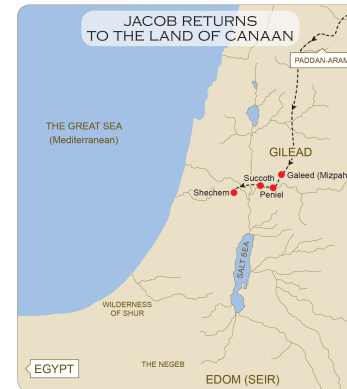 JACOB RETURNS
TO THE LAND OF CANAAN
PADDAN-ARAM
THE GREAT SEA
(Mediterranean)
GILEAD
Succoth
Galeed (Mizpah
Shechem
Peniel
SALT SEA
WILDERNESS
OF SHUR
THE NEGEB
EGYPT
EDOM (SEIR)